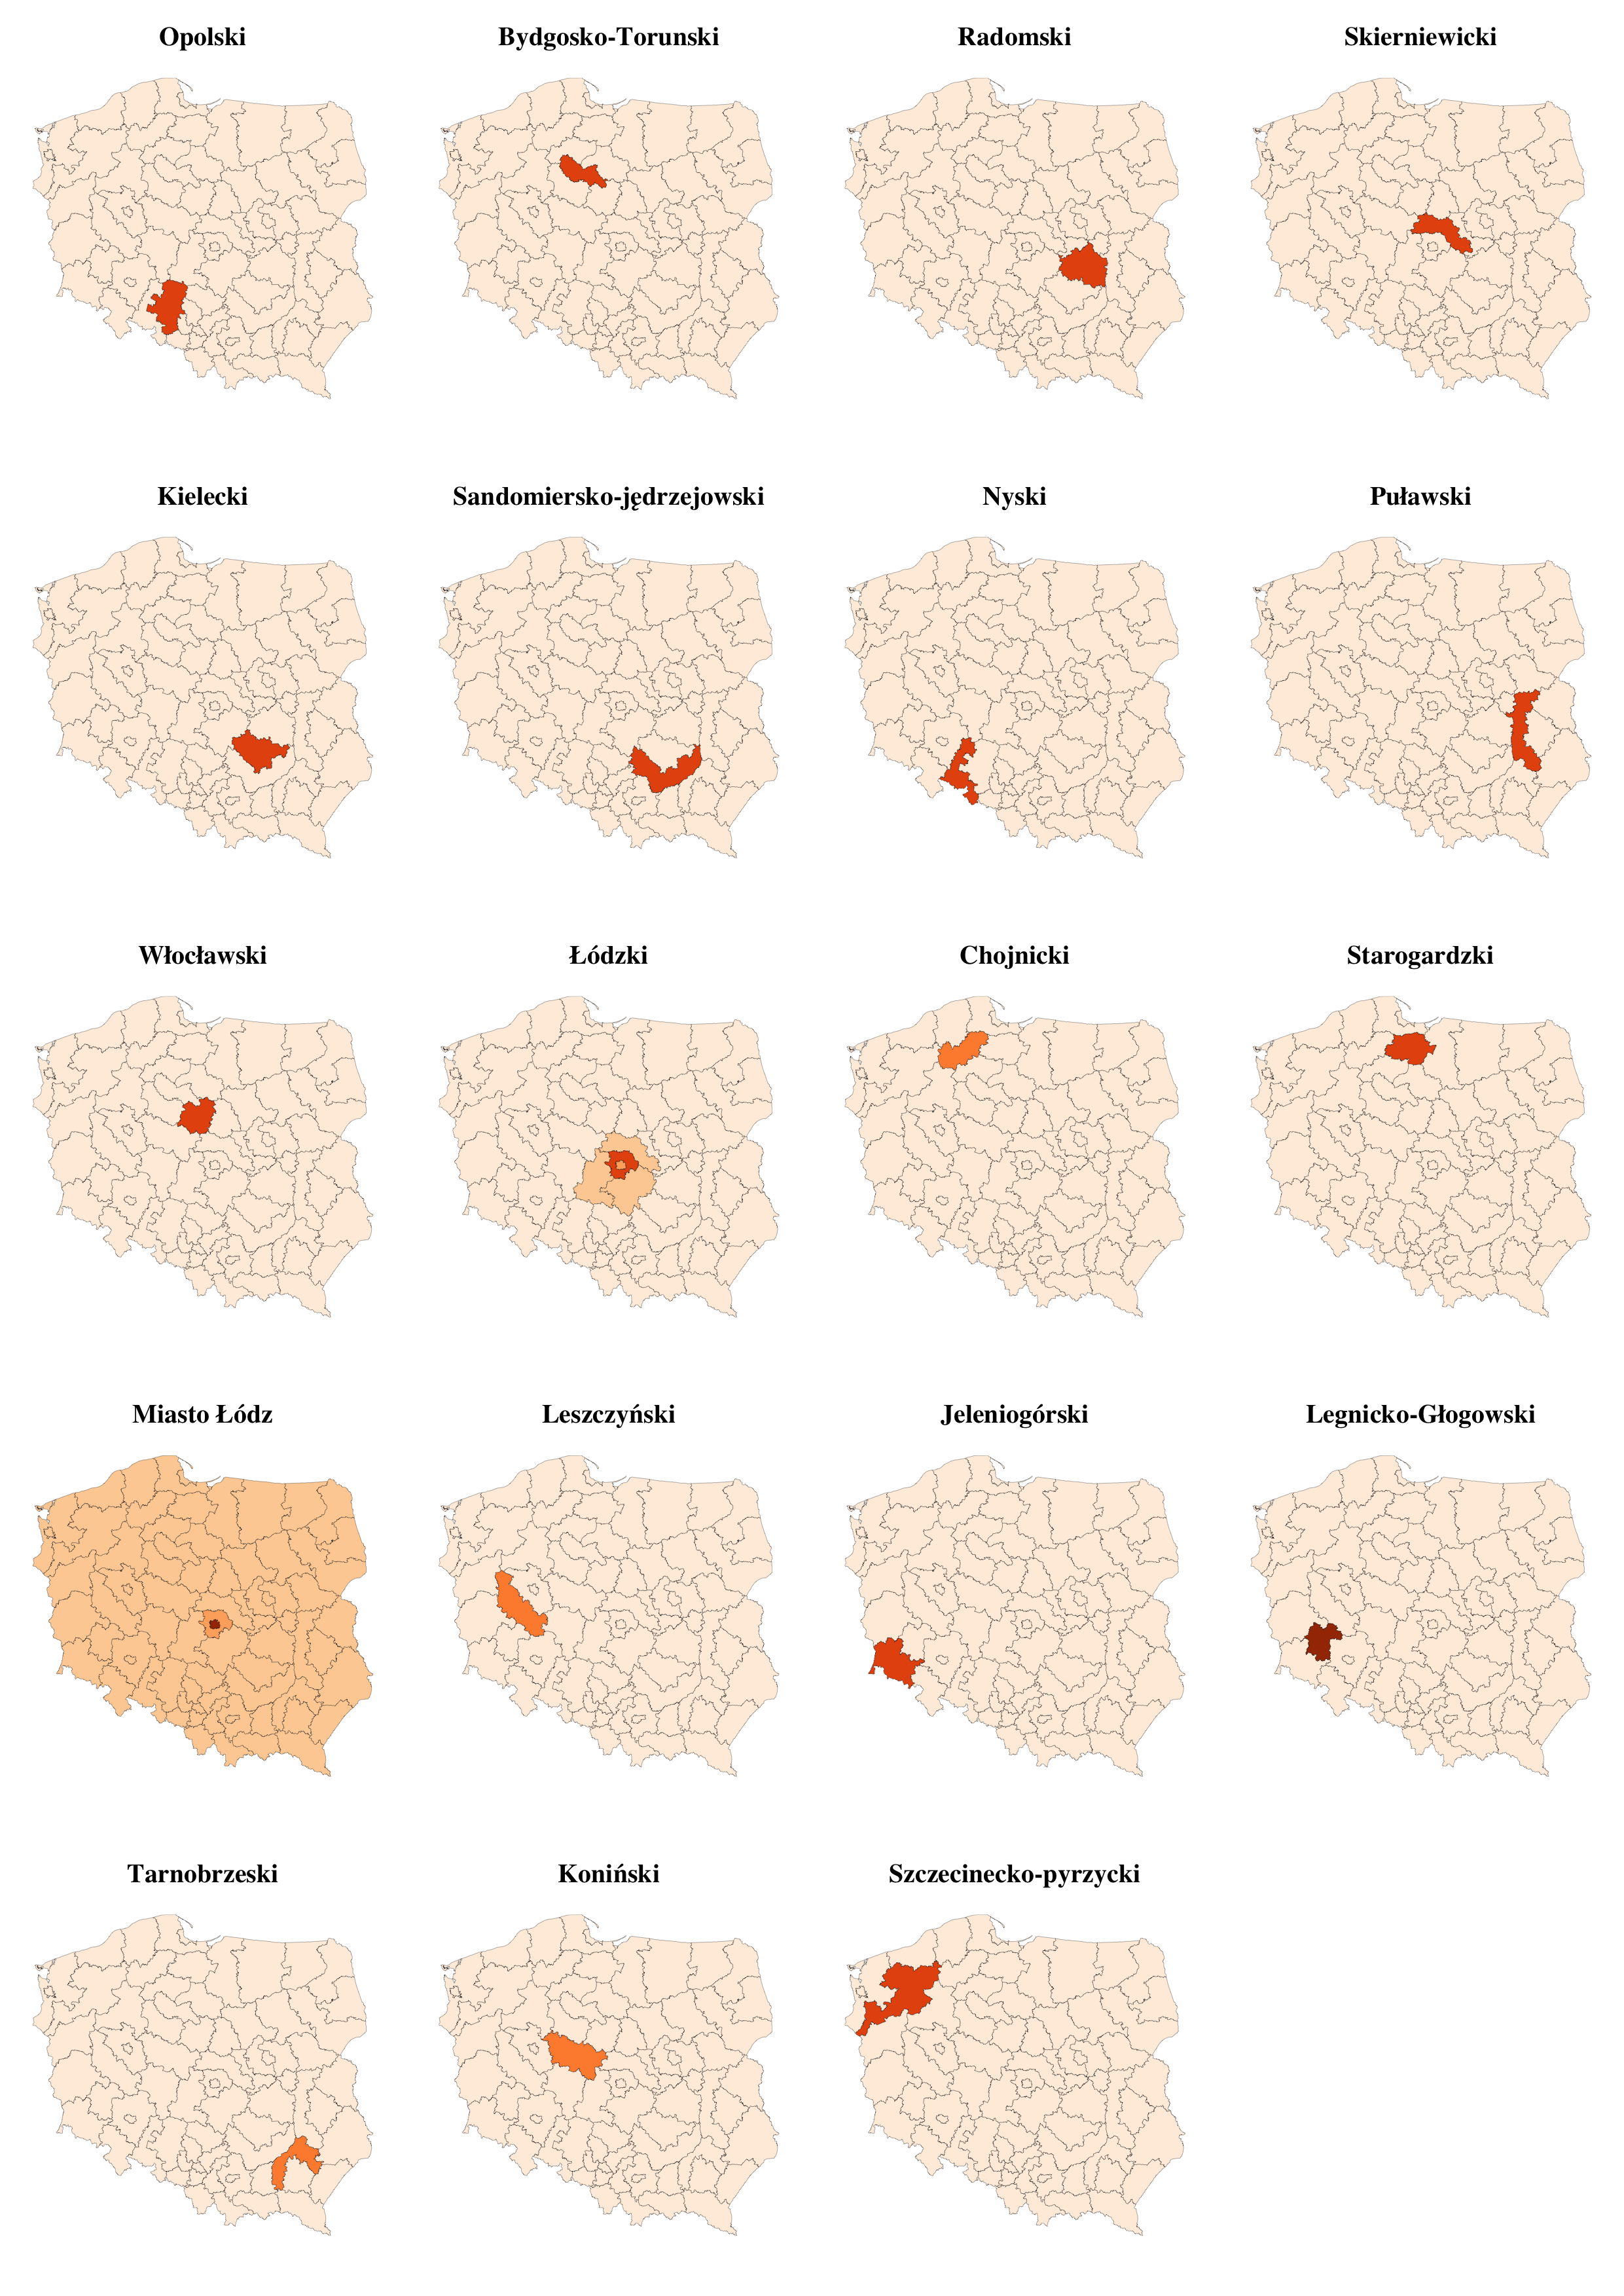 Opolski
Bydgosko-Torunski
Radomski
Skierniewicki
Kielecki
Sandomiersko-jędrzejowski
Nyski
Puławski
Włocławski
Łódzki
Chojnicki
Starogardzki
Miasto Łódz
Leszczyński
Jeleniogórski
Legnicko-Głogowski
Tarnobrzeski
Koniński
Szczecinecko-pyrzycki